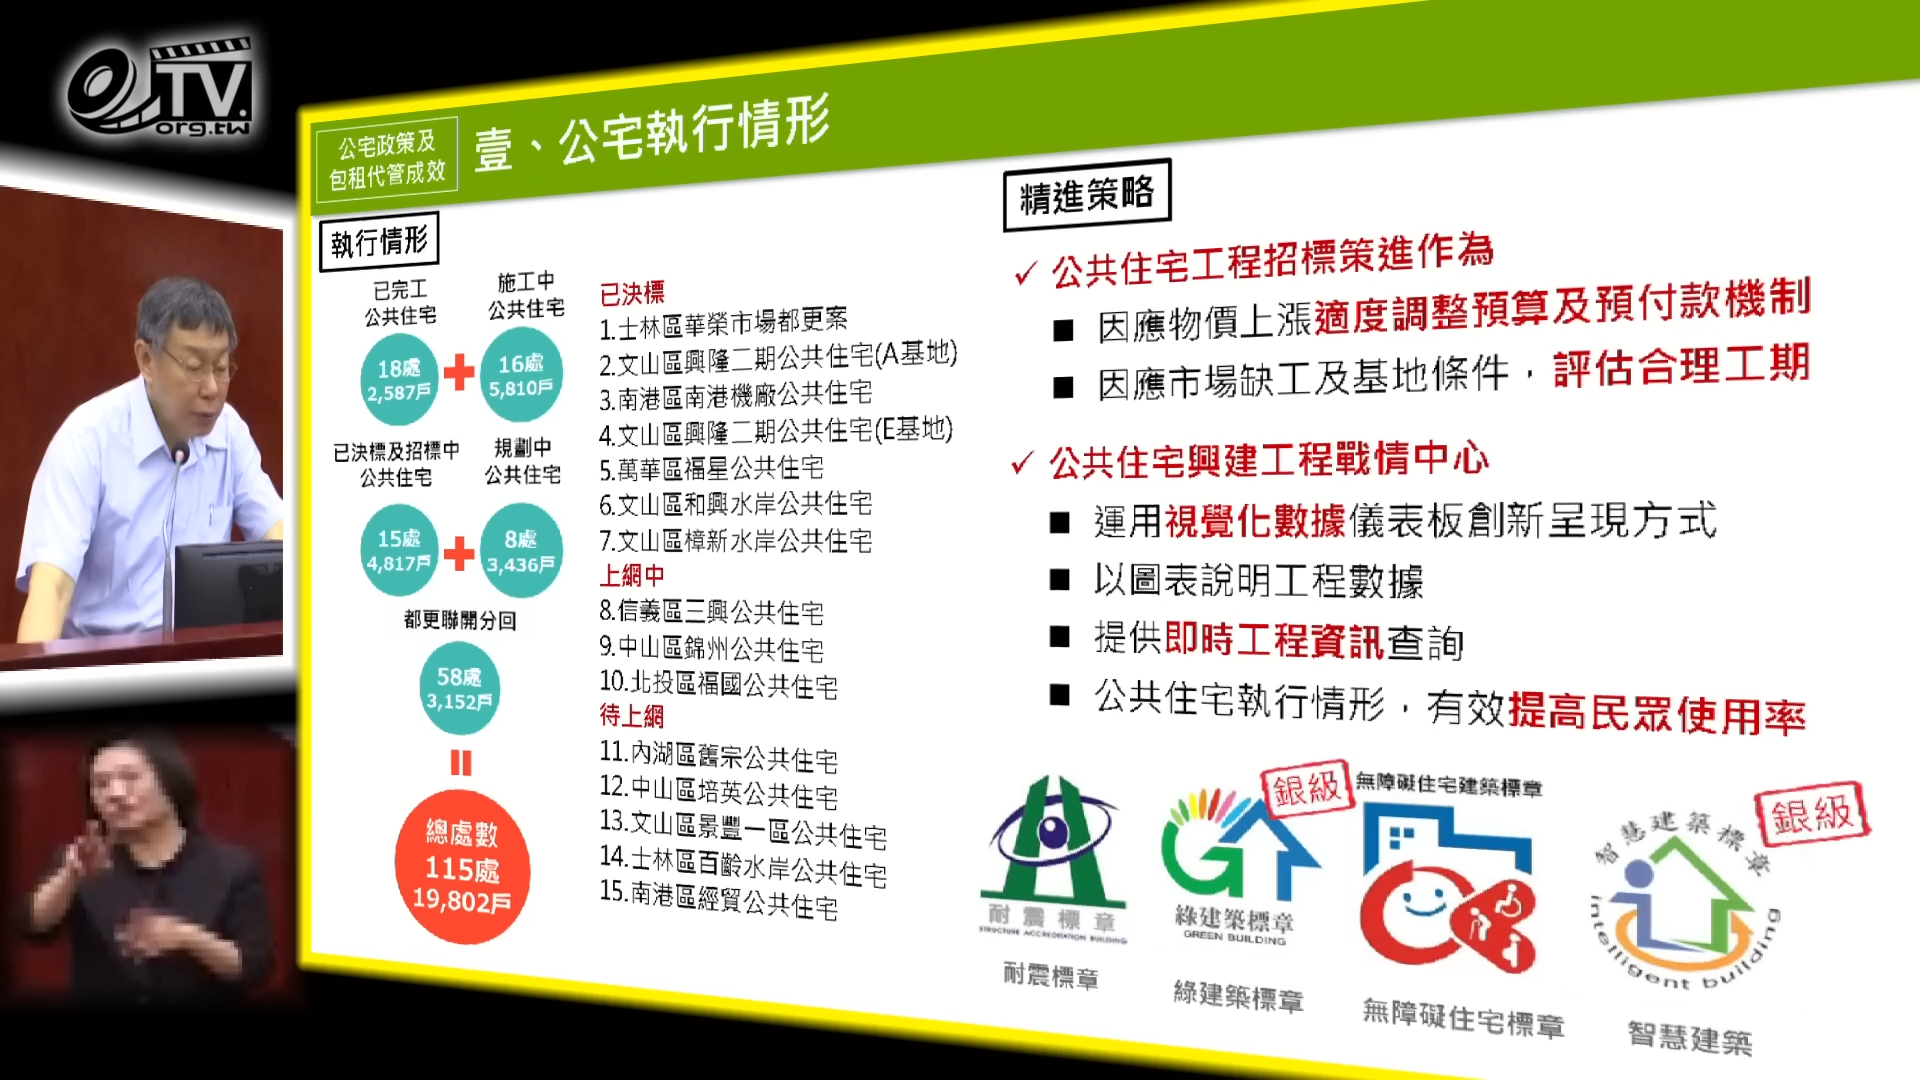 TV.
org.tw
公宅政策及
包租代管成效
壹、公宅執行情形
執行情形
已完工
公共住宅
18處
2,587戶
施工中
公共住宅
16處
5,810戶
已決標及招標中
公共住宅
15處
4,817戶
規劃中
公共住宅
8處
3,436戶
都更聯開分回
58處
3,152戶
總處數
115處
19,802戶
已決標
1.士林區華榮市場都更案
2.文山區興隆二期公共住宅(A基地)
3.南港區南港機廠公共住宅
4.文山區興隆二期公共住宅(E基地)
5.萬華區福星公共住宅
6.文山區和興水岸公共住宅
7.文山區樟新水岸公共住宅
上網中
8.信義區三興公共住宅
9.中山區錦州公共住宅
10.北投區福國公共住宅
待上網
11.內湖區舊宗公共住宅
12.中山區培英公共住宅
13.文山區景豐一區公共住宅
14.士林區百齡水岸公共住宅
15.南港區經貿公共住宅
精進策略
✓ 公共住宅工程招標策進作為
■ 因應物價上漲適度調整預算及預付款機制
■ 因應市場缺工及基地條件，評估合理工期
✓ 公共住宅興建工程戰情中心
■ 運用視覺化數據儀表板創新呈現方式
■ 以圖表說明工程數據
■ 提供即時工程資訊查詢
■ 公共住宅執行情形，有效提高民眾使用率
耐震標章
STRUCTURE ACCREDITATION BUILDING
耐震標章
銀級
綠建築標章
GREEN BUILDING
綠建築標章
無障礙住宅建築標章
無障礙住宅標章
銀級
智慧建築標章
intelligent building
智慧建築